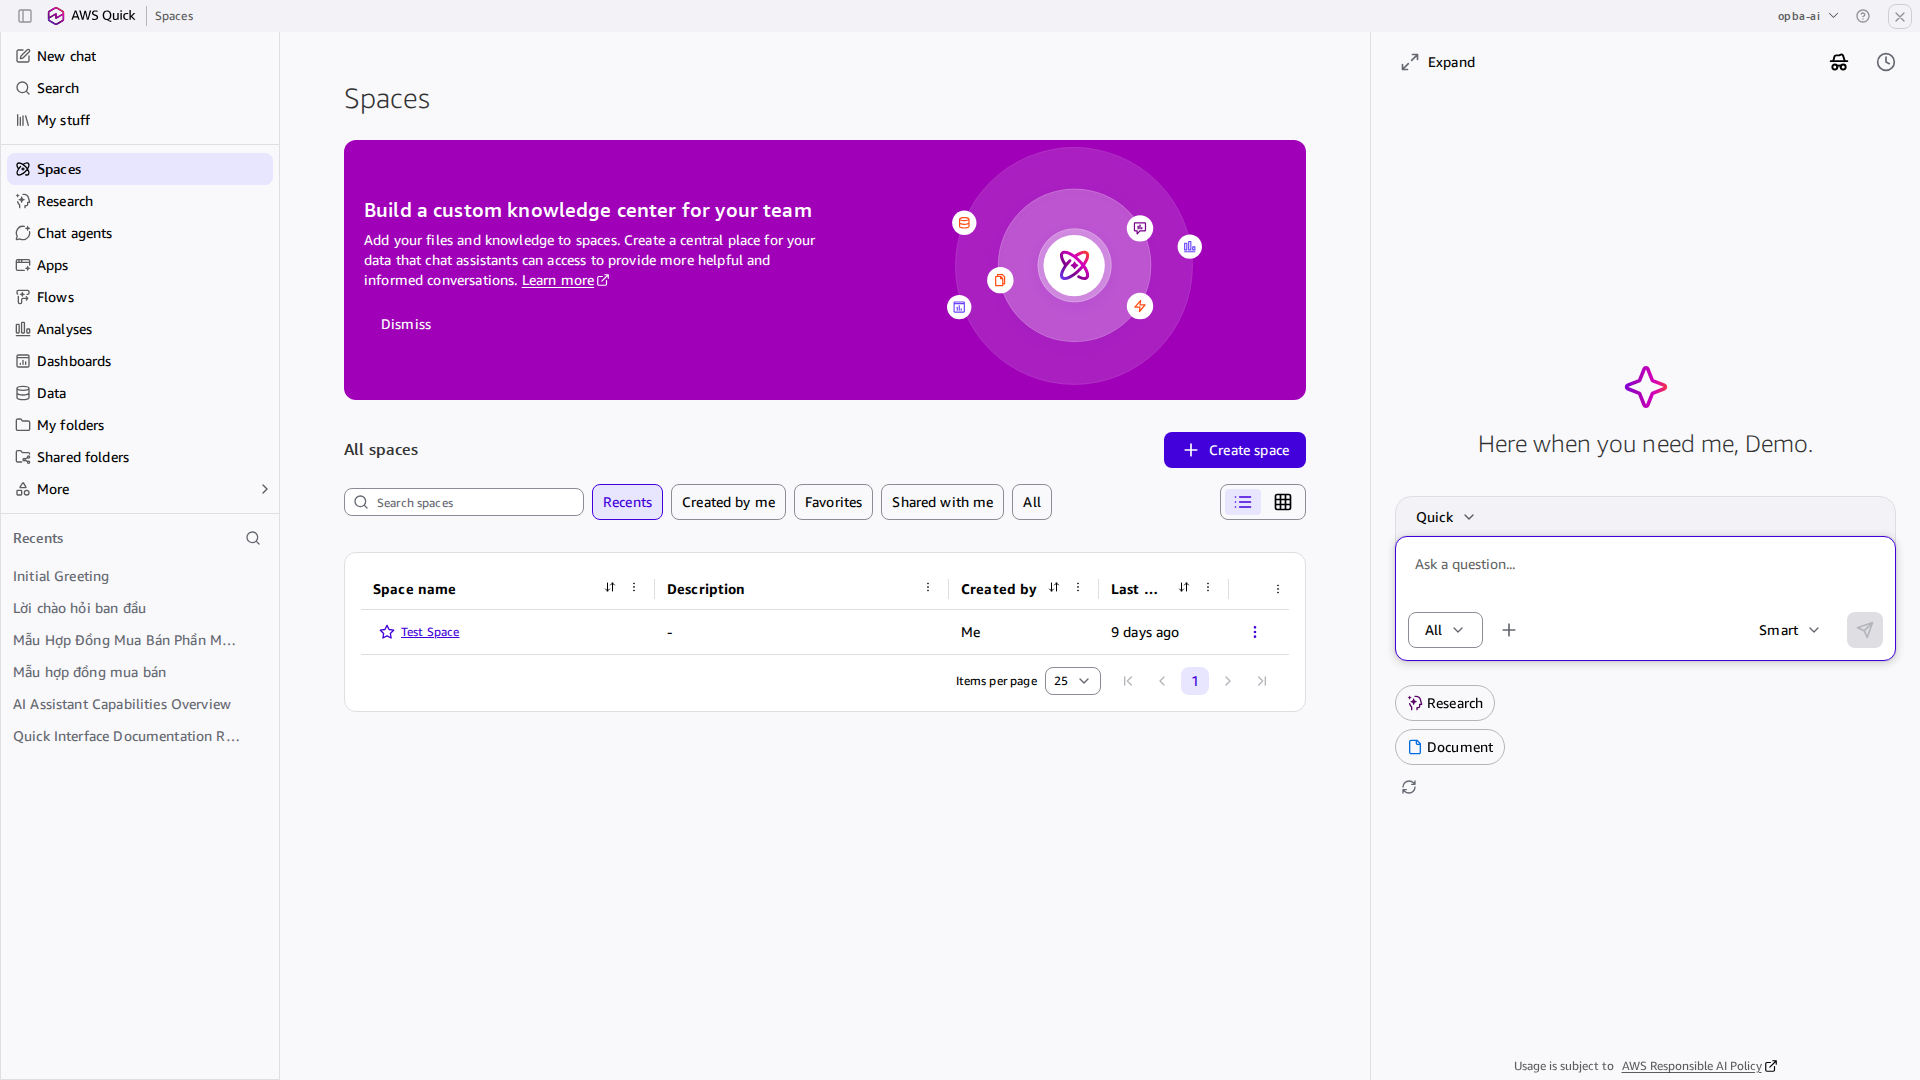 AWS Quick
Spaces
opba-ai
New chat
Search
My stuff
Spaces
Research
Chat agents
Apps
Flows
Analyses
Dashboards
Data
My folders
Shared folders
More
Recents
Initial Greeting
Lời chào hỏi ban đầu
Mẫu Hợp Đồng Mua Bán Phần M...
Mẫu hợp đồng mua bán
AI Assistant Capabilities Overview
Quick Interface Documentation R...
Spaces
Build a custom knowledge center for your team
Add your files and knowledge to spaces. Create a central place for your
data that chat assistants can access to provide more helpful and
informed conversations. Learn more
Dismiss
All spaces
Create space
Search spaces
Recents
Created by me
Favorites
Shared with me
All
Space name Description Created by Last ...
Test Space - Me 9 days ago
Items per page 25 1
Expand
Here when you need me, Demo.
Quick
Ask a question...
All
Smart
Research
Document
Usage is subject to AWS Responsible AI Policy